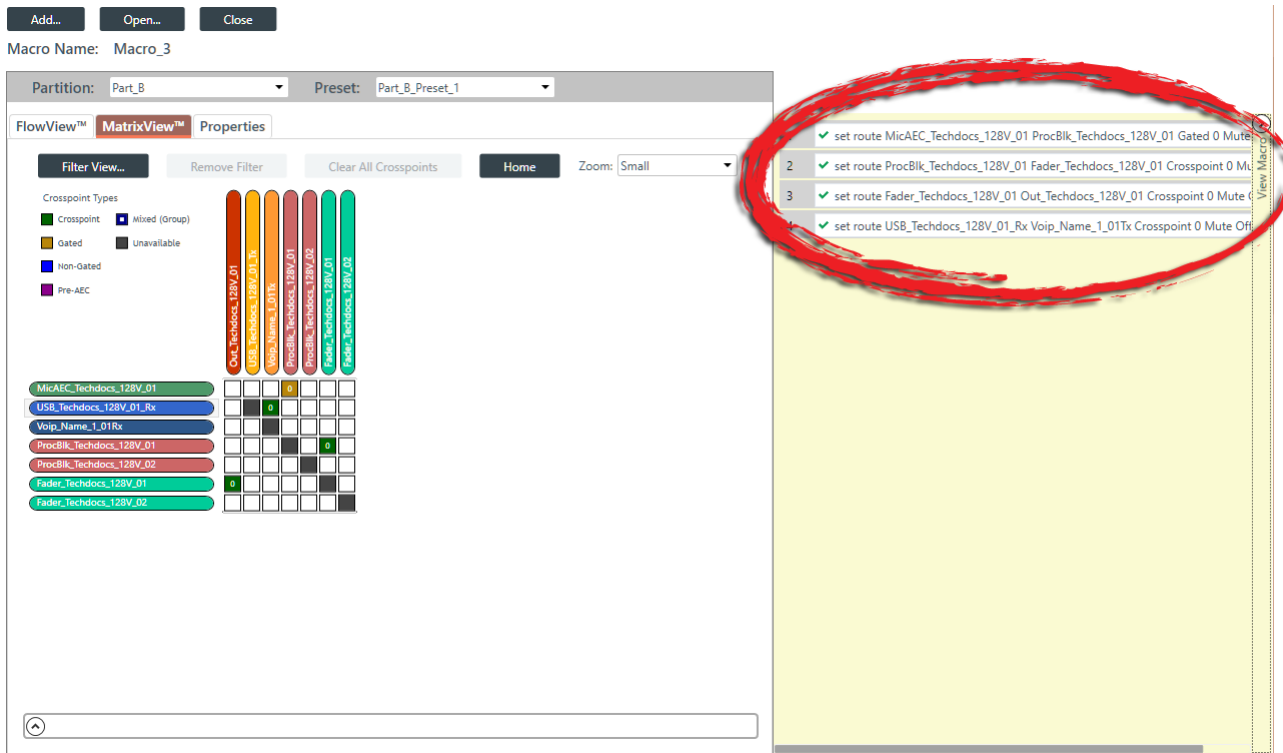 Add... Open... Close
Macro Name: Macro_3
Partition: Part_B Preset: Part_B_Preset_1
FlowView™ MatrixView™ Properties
Filter View... Remove Filter Clear All Crosspoints Home Zoom: Small
Crosspoint Types
Crosspoint Mixed (Group)
Gated Unavailable
Non-Gated
Pre-AEC
Out_Techdocs_128V_01
USB_Techdocs_128V_01_Tx
Voip_Name_1_01Tx
ProcBlk_Techdocs_128V_01
ProcBlk_Techdocs_128V_02
Fader_Techdocs_128V_01
Fader_Techdocs_128V_02
MicAEC_Techdocs_128V_01 0
USB_Techdocs_128V_01_Rx 0
Voip_Name_1_01Rx
ProcBlk_Techdocs_128V_01 0
ProcBlk_Techdocs_128V_02
Fader_Techdocs_128V_01 0
Fader_Techdocs_128V_02
set route MicAEC_Techdocs_128V_01 ProcBlk_Techdocs_128V_01 Gated 0 Mute
2 set route ProcBlk_Techdocs_128V_01 Fader_Techdocs_128V_01 Crosspoint 0 Mu
3 set route Fader_Techdocs_128V_01 Out_Techdocs_128V_01 Crosspoint 0 Mute
set route USB_Techdocs_128V_01_Rx Voip_Name_1_01Tx Crosspoint 0 Mute Off
View Macro